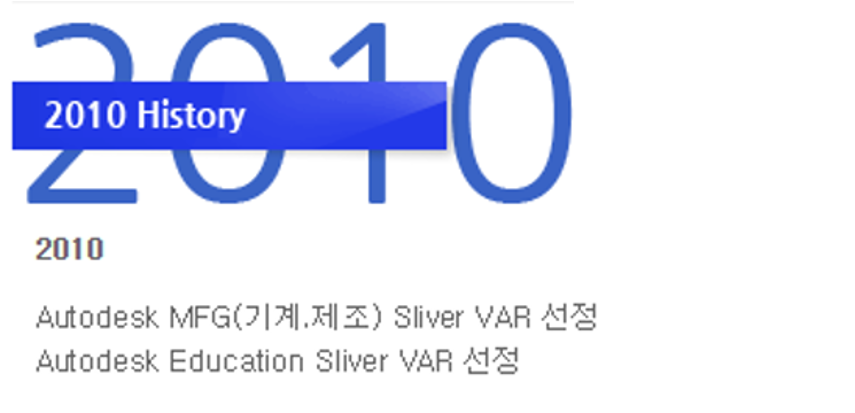 2010
2010 History
2010
Autodesk MFG(기계.제조) Sliver VAR 선정
Autodesk Education Sliver VAR 선정